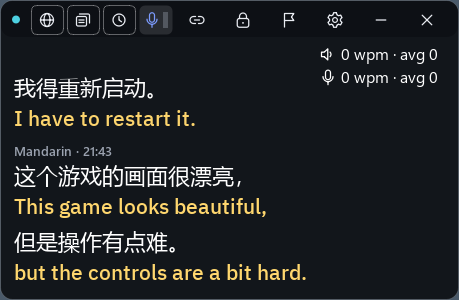 0 wpm · avg 0
0 wpm · avg 0
我得重新启动。
I have to restart it.
Mandarin · 21:43
这个游戏的画面很漂亮，
This game looks beautiful,
但是操作有点难。
but the controls are a bit hard.